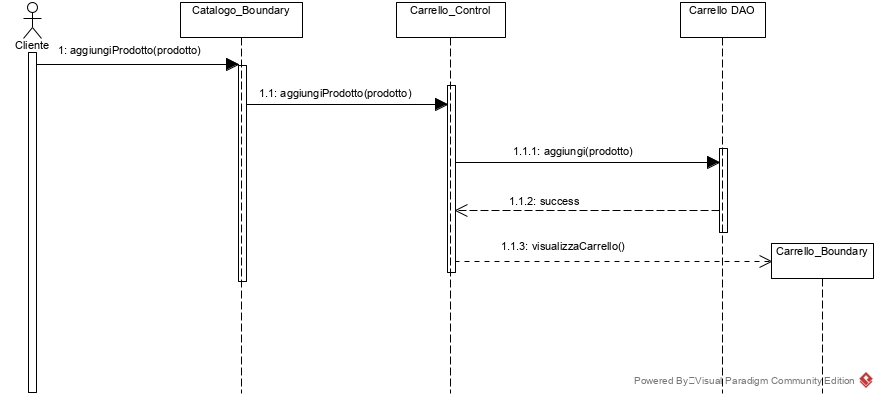 Catalogo_Boundary
Carrello_Control
Carrello DAO
Cliente
1: aggiungiProdotto(prodotto)
1.1: aggiungiProdotto(prodotto)
1.1.1: aggiungi(prodotto)
1.1.2: success
1.1.3: visualizzaCarrello()
Carrello_Boundary
Powered By Visual Paradigm Community Edition